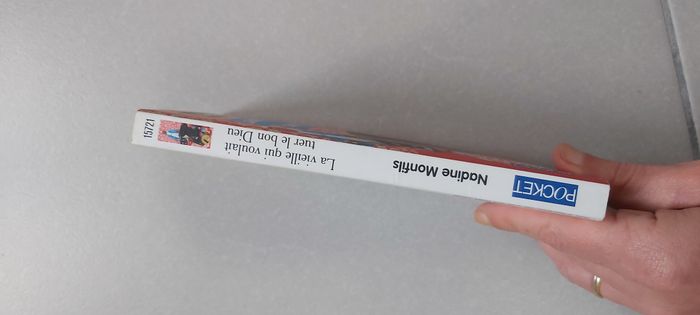 POCKET
Nadine Monfils
La vieille qui voulait
tuer le bon Dieu
15721